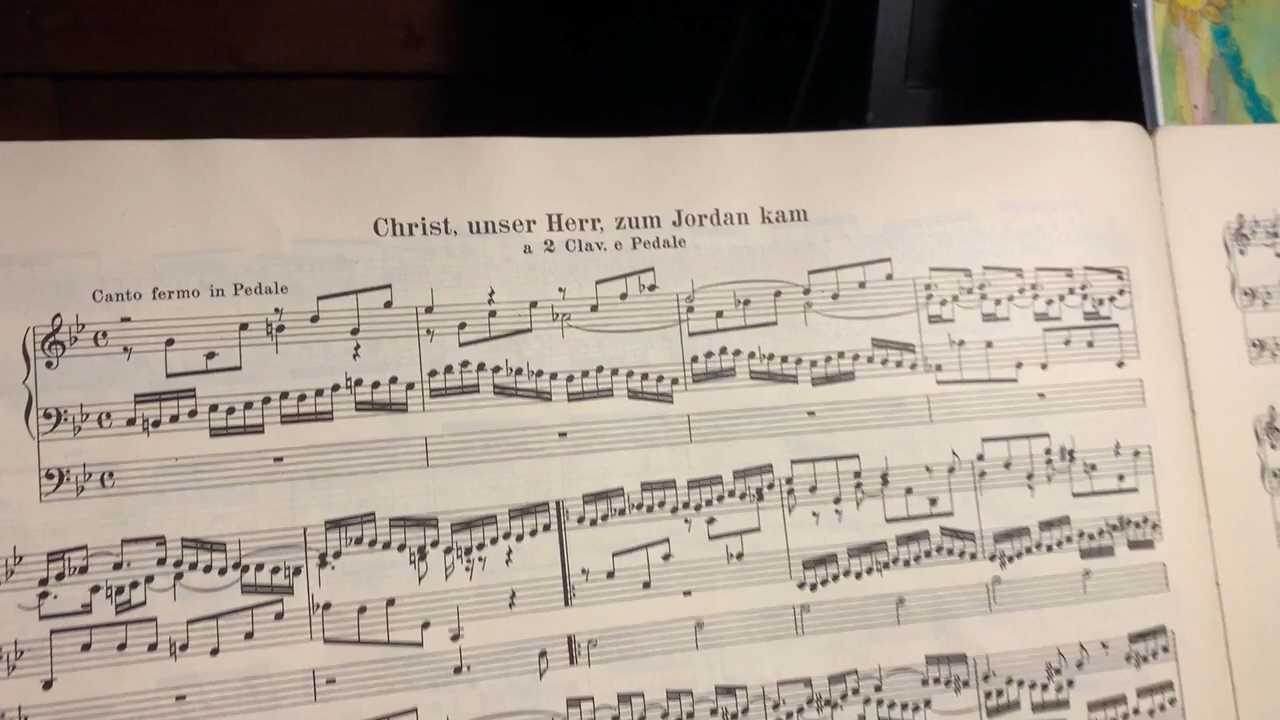 Christ, unser Herr, zum Jordan kam
a 2 Clav. e Pedale
Canto fermo in Pedale